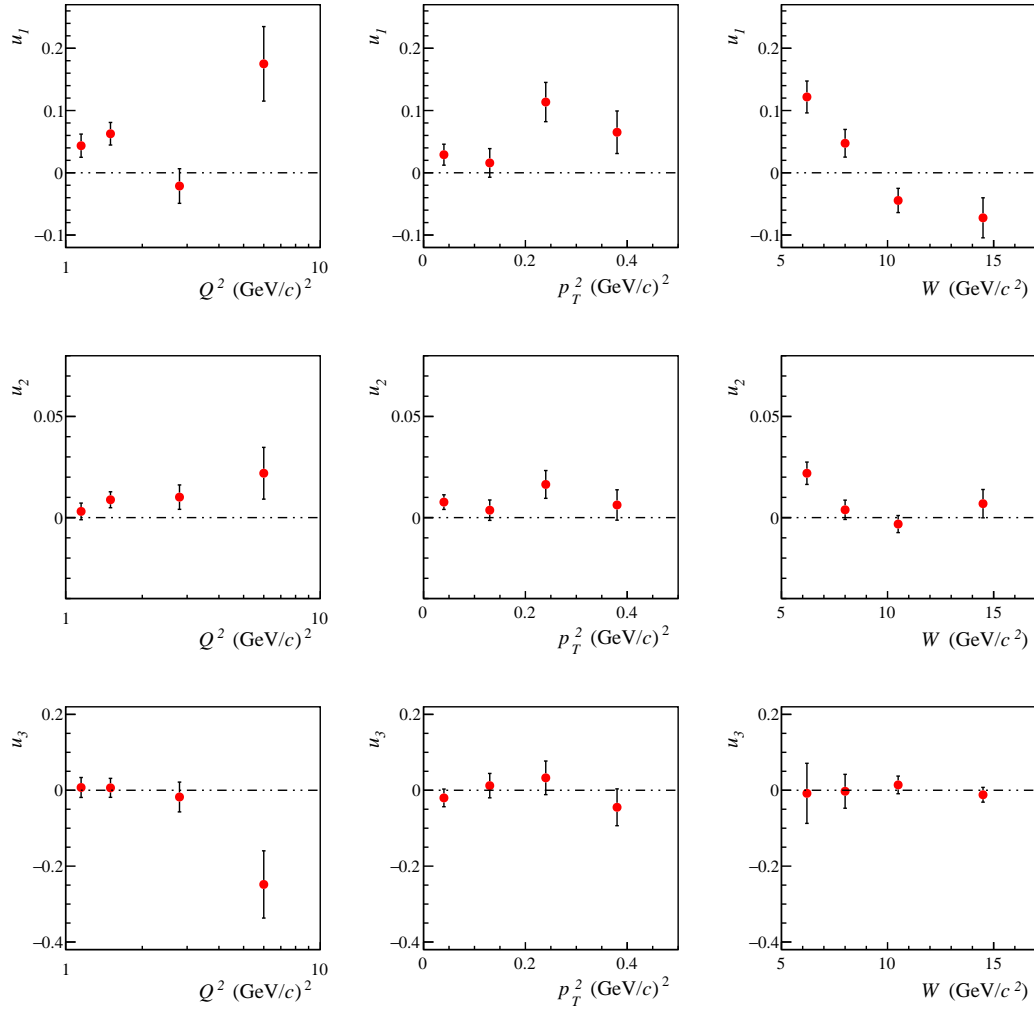 u₁ 0.2 0.1 0 −0.1 1 10 Q² (GeV/c)²
u₁ 0.2 0.1 0 −0.1 0 0.2 0.4 p_T² (GeV/c)²
u₁ 0.2 0.1 0 −0.1 5 10 15 W (GeV/c²)
u₂ 0.05 0 1 10 Q² (GeV/c)²
u₂ 0.05 0 0 0.2 0.4 p_T² (GeV/c)²
u₂ 0.05 0 5 10 15 W (GeV/c²)
u₃ 0.2 0 −0.2 −0.4 1 10 Q² (GeV/c)²
u₃ 0.2 0 −0.2 −0.4 0 0.2 0.4 p_T² (GeV/c)²
u₃ 0.2 0 −0.2 −0.4 5 10 15 W (GeV/c²)